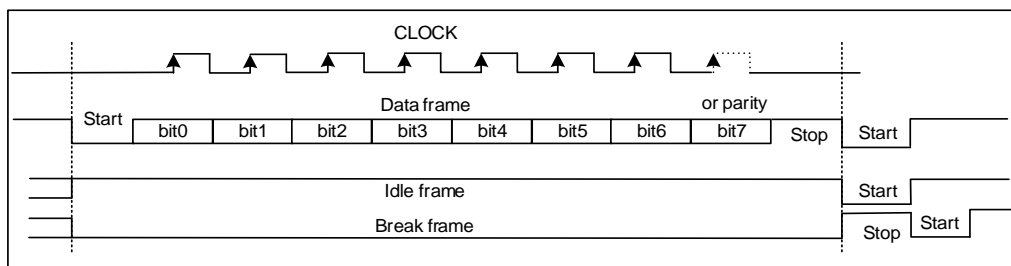 CLOCK
Data frame
or parity
Start
bit0 bit1 bit2 bit3 bit4 bit5 bit6 bit7
Stop
Start
Idle frame
Start
Break frame
Stop
Start